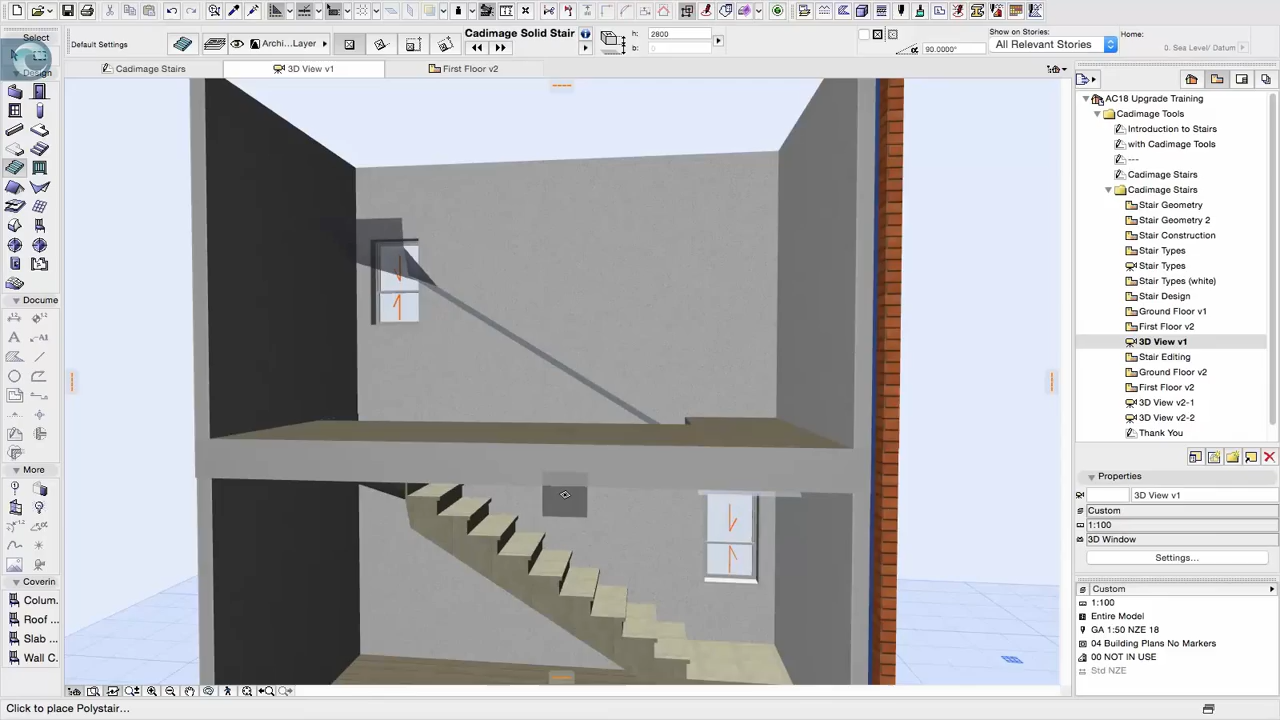 Select
Default Settings
Archi...Layer
Cadimage Solid Stair
h:
2800
b:
0
90.0000°
Show on Stories:
All Relevant Stories
Home:
0. Sea Level/ Datum
Design
Cadimage Stairs
3D View v1
First Floor v2
AC18 Upgrade Training
Cadimage Tools
Introduction to Stairs
with Cadimage Tools
---
Cadimage Stairs
Cadimage Stairs
Stair Geometry
Stair Geometry 2
Stair Construction
Stair Types
Stair Types
Stair Types (white)
Stair Design
Ground Floor v1
First Floor v2
3D View v1
Stair Editing
Ground Floor v2
First Floor v2
3D View v2-1
3D View v2-2
Thank You
Docume
More
Coverin
Colum.
Roof ..
Slab ..
Wall C.
Properties
3D View v1
Custom
1:100
3D Window
Settings...
Custom
1:100
Entire Model
GA 1:50 NZE 18
04 Building Plans No Markers
00 NOT IN USE
Std NZE
Click to place Polystair...